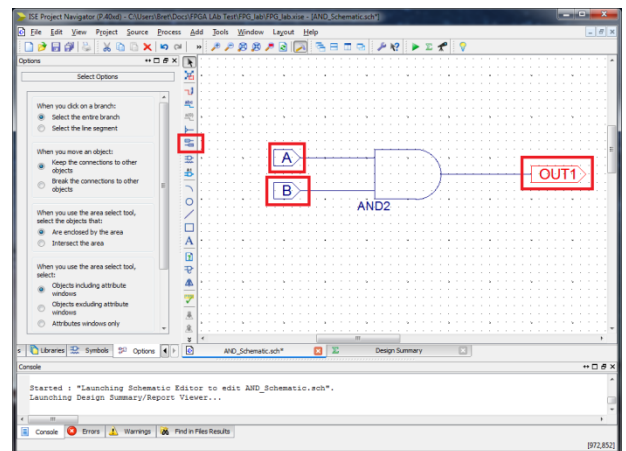 ISE Project Navigator (P.40xd) - C:\Users\Bret\Docs\FPGA LAb Test\FPG_lab\FPG_lab.xise - [AND_Schematic.sch*]
File Edit View Project Source Process Add Tools Window Layout Help
Options
Select Options
When you click on a branch:
Select the entire branch
Select the line segment
When you move an object:
Keep the connections to other
objects
Break the connections to other
objects
When you use the area select tool,
select the objects that:
Are enclosed by the area
Intersect the area
When you use the area select tool,
select:
Objects including attribute
windows
Objects excluding attribute
windows
Attributes windows only
A
B
AND2
OUT1
s Libraries Symbols Options
AND_Schematic.sch*
Design Summary
Console
Started : "Launching Schematic Editor to edit AND_Schematic.sch".
Launching Design Summary/Report Viewer...
Console Errors Warnings Find in Files Results
[972,852]